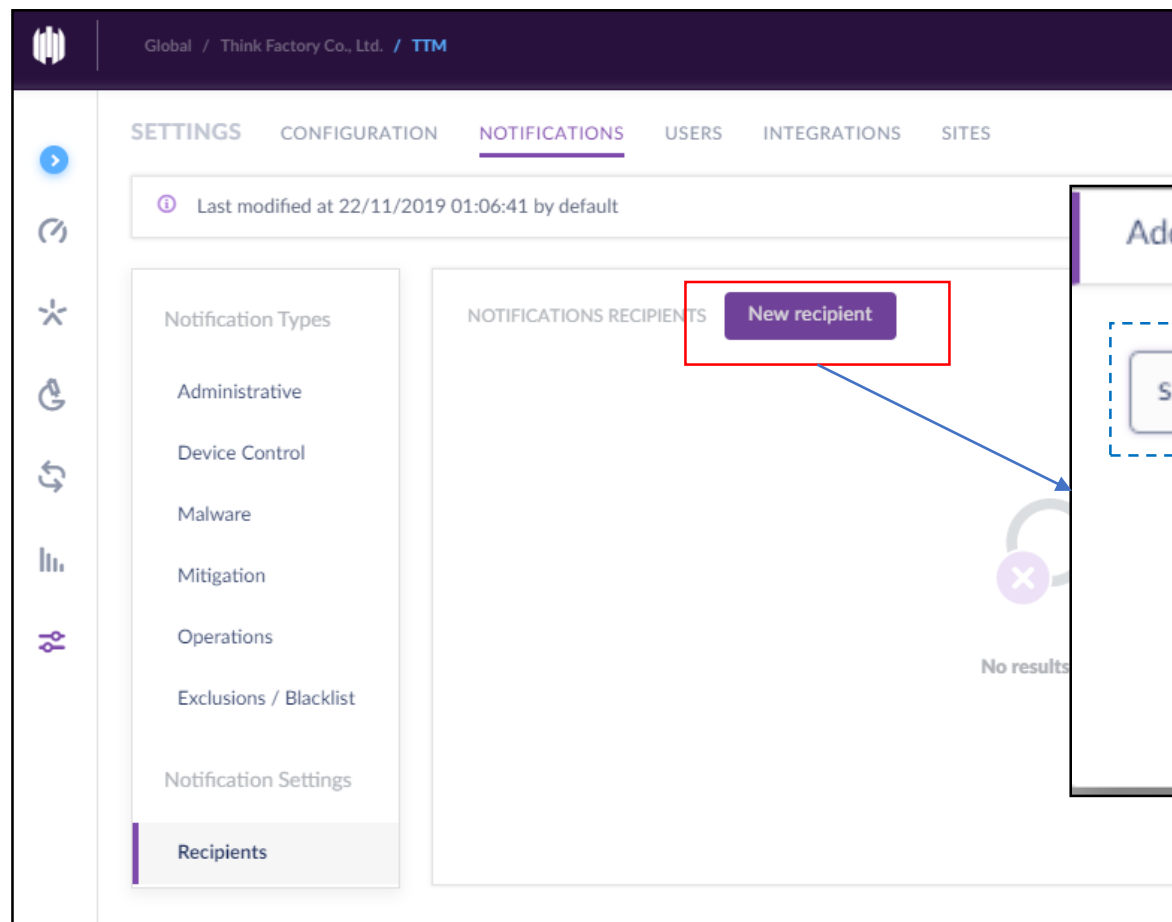 Global / Think Factory Co., Ltd. / TTM
SETTINGS CONFIGURATION NOTIFICATIONS USERS INTEGRATIONS SITES
Last modified at 22/11/2019 01:06:41 by default
Notification Types
Administrative
Device Control
Malware
Mitigation
Operations
Exclusions / Blacklist
Notification Settings
Recipients
NOTIFICATIONS RECIPIENTS New recipient
No results